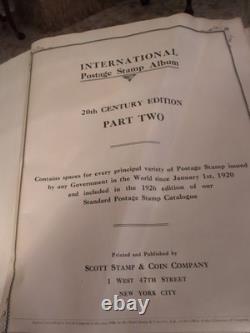 INTERNATIONAL
Postage Stamp Album
20th CENTURY EDITION
PART TWO
Contains spaces for every principal variety of Postage Stamp issued
by any Government in the World since January 1st, 1920
and included in the 1926 edition of our
Standard Postage Stamp Catalogue
Printed and Published by
SCOTT STAMP & COIN COMPANY
1 WEST 47TH STREET
NEW YORK CITY